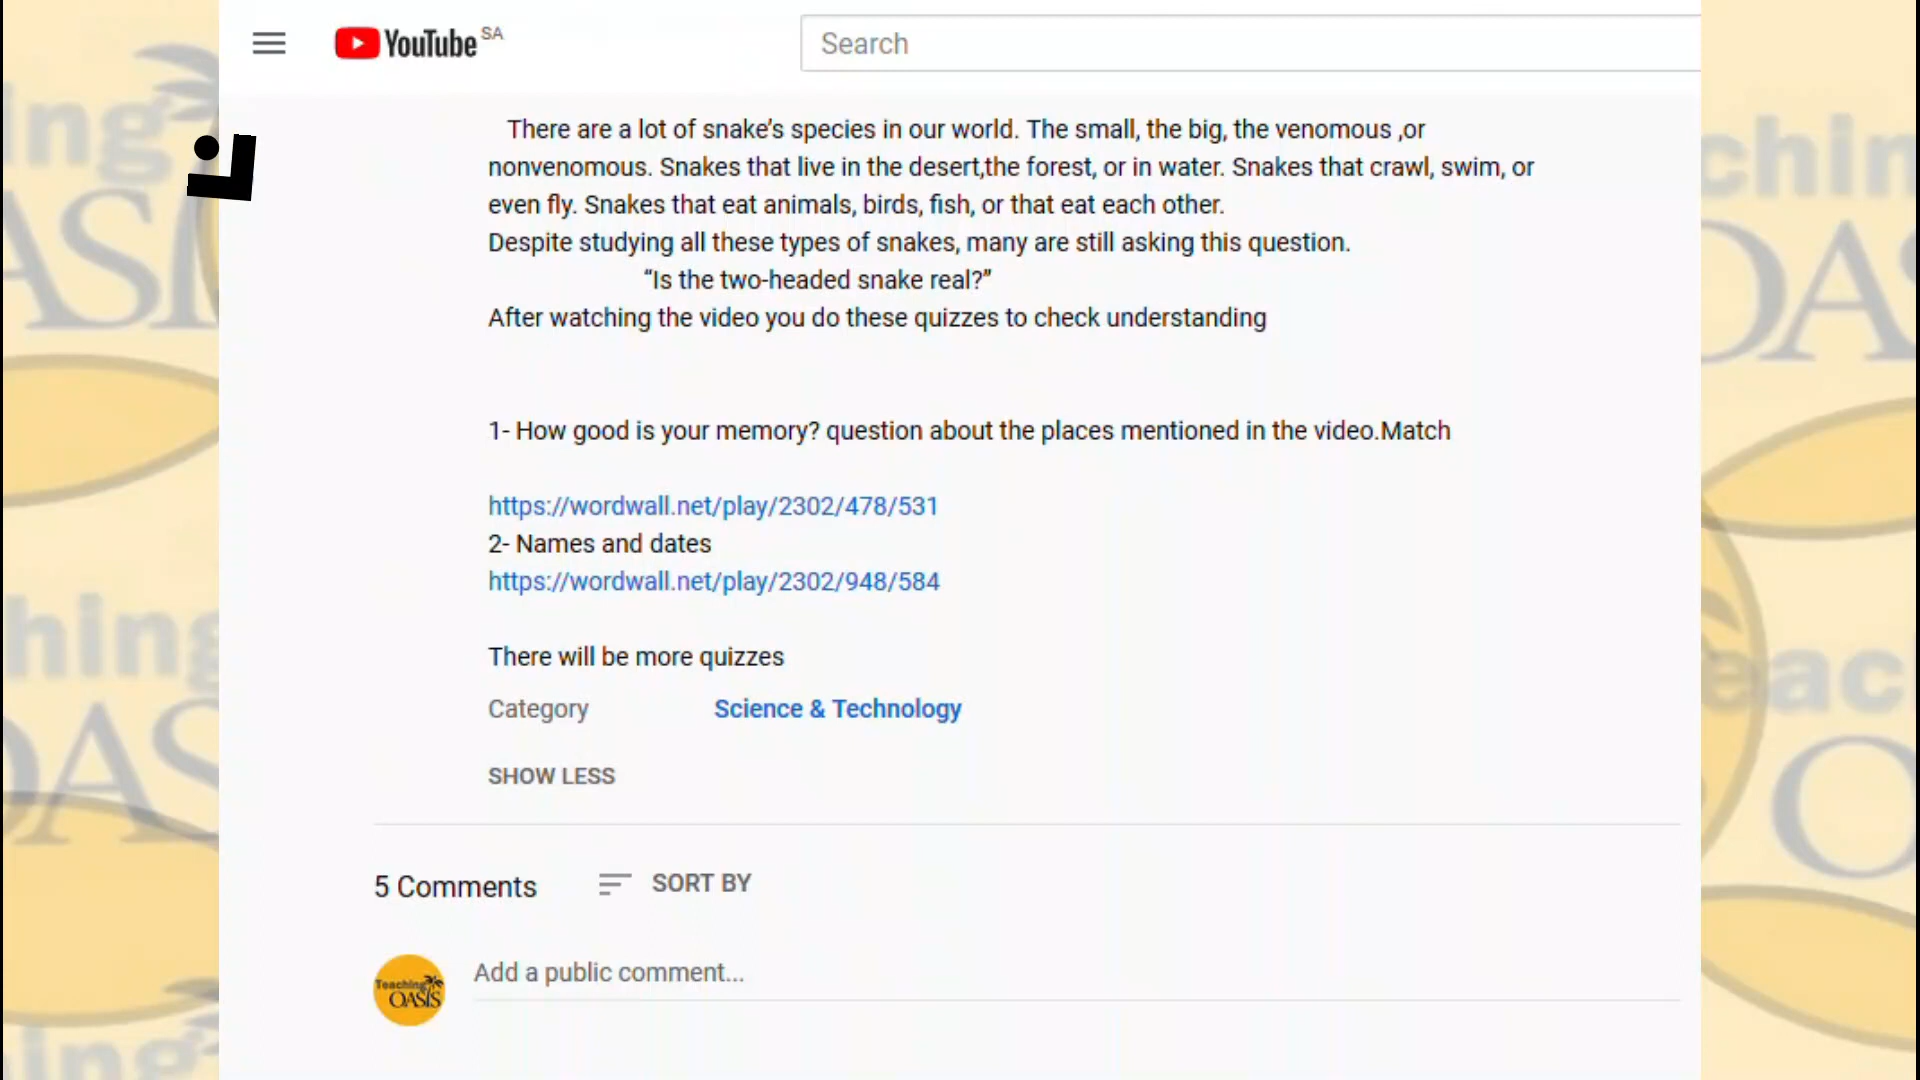 YouTube SA
Search
There are a lot of snake’s species in our world. The small, the big, the venomous ,or
nonvenomous. Snakes that live in the desert,the forest, or in water. Snakes that crawl, swim, or
even fly. Snakes that eat animals, birds, fish, or that eat each other.
Despite studying all these types of snakes, many are still asking this question.
“Is the two-headed snake real?”
After watching the video you do these quizzes to check understanding
1- How good is your memory? question about the places mentioned in the video.Match
https://wordwall.net/play/2302/478/531
2- Names and dates
https://wordwall.net/play/2302/948/584
There will be more quizzes
Category Science & Technology
SHOW LESS
5 Comments SORT BY
Teaching
OASIS
Add a public comment...